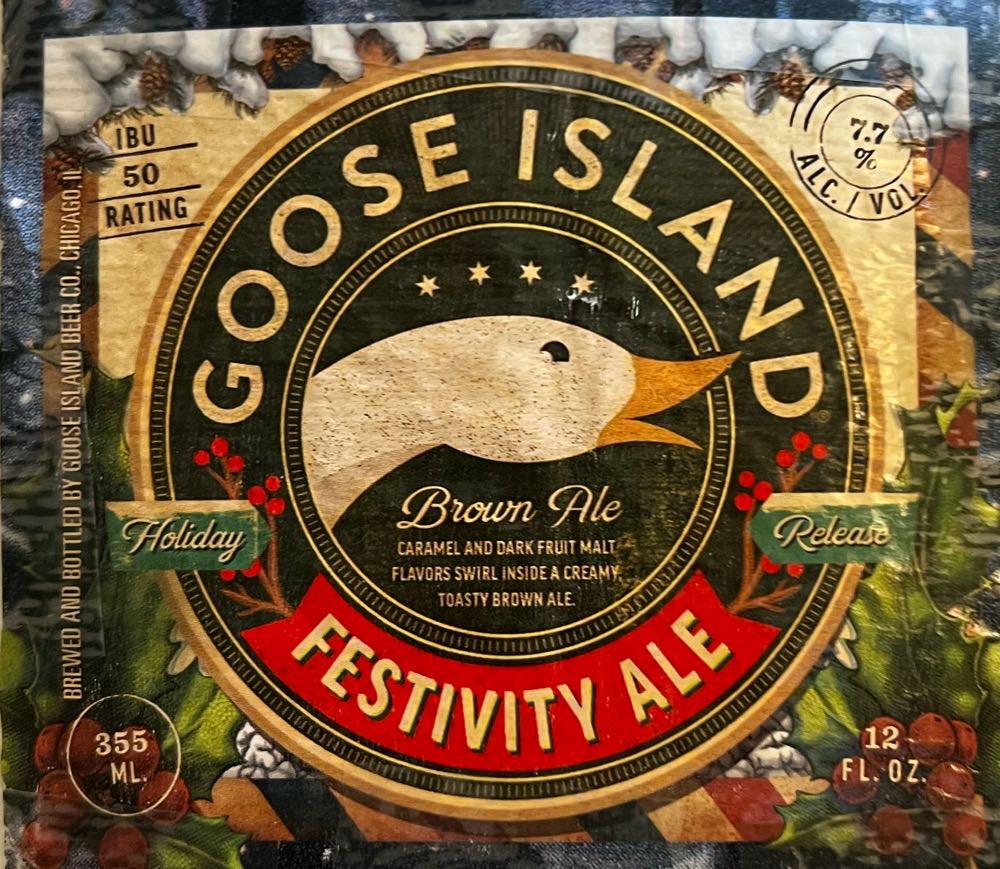 IBU
50
RATING
7.7
%
ALC. / VOL.
GOOSE ISLAND
BREWED AND BOTTLED BY GOOSE ISLAND BEER CO., CHICAGO, IL
Brown Ale
Holiday
Release
CARAMEL AND DARK FRUIT MALT
FLAVORS SWIRL INSIDE A CREAMY,
TOASTY BROWN ALE.
FESTIVITY ALE
355
ML.
12
FL. OZ.